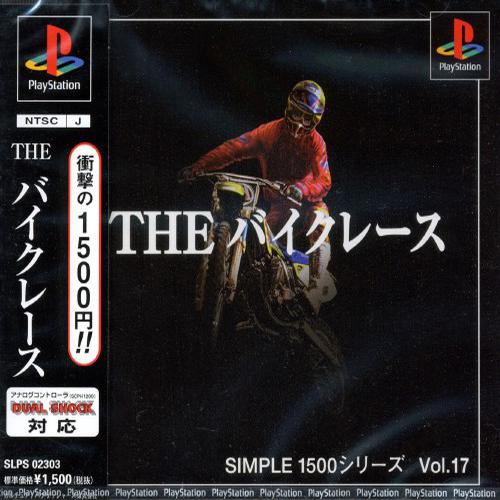 PlayStation
NTSC J
THE バイクレース
衝撃の1500円!!
アナログコントローラ(SCPH1200)
DUAL SHOCK
対応
SLPS 02303
標準価格¥1,500(税抜)
PlayStation
THE バイクレース
SIMPLE 1500シリーズ Vol.17
PlayStation PlayStation PlayStation PlayStation PlayStation PlayStation PlayStation